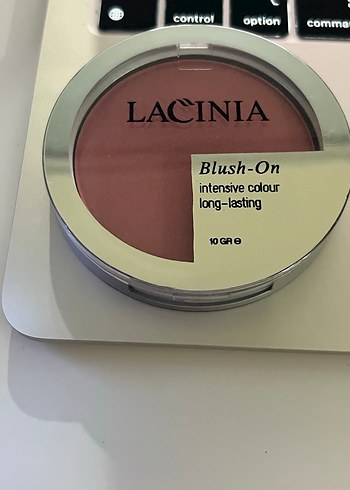 control
option
comma
LACINIA
Blush-On
intensive colour
long-lasting
10 GR ℮